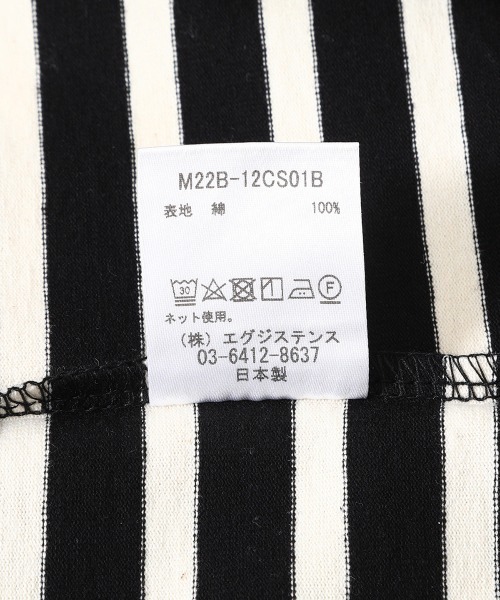 M22B-12CS01B
表地 綿 100%
30 F
ネット使用。
(株) エグジステンス
03-6412-8637
日本製